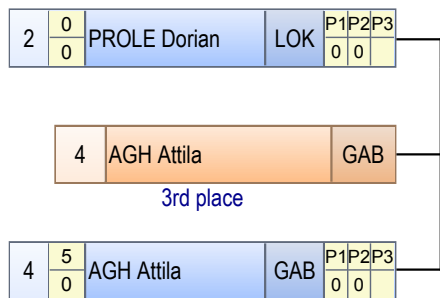 2 0 0 PROLE Dorian LOK P1 P2 P3 0 0
4 AGH Attila GAB
3rd place
4 5 0 AGH Attila GAB P1 P2 P3 0 0